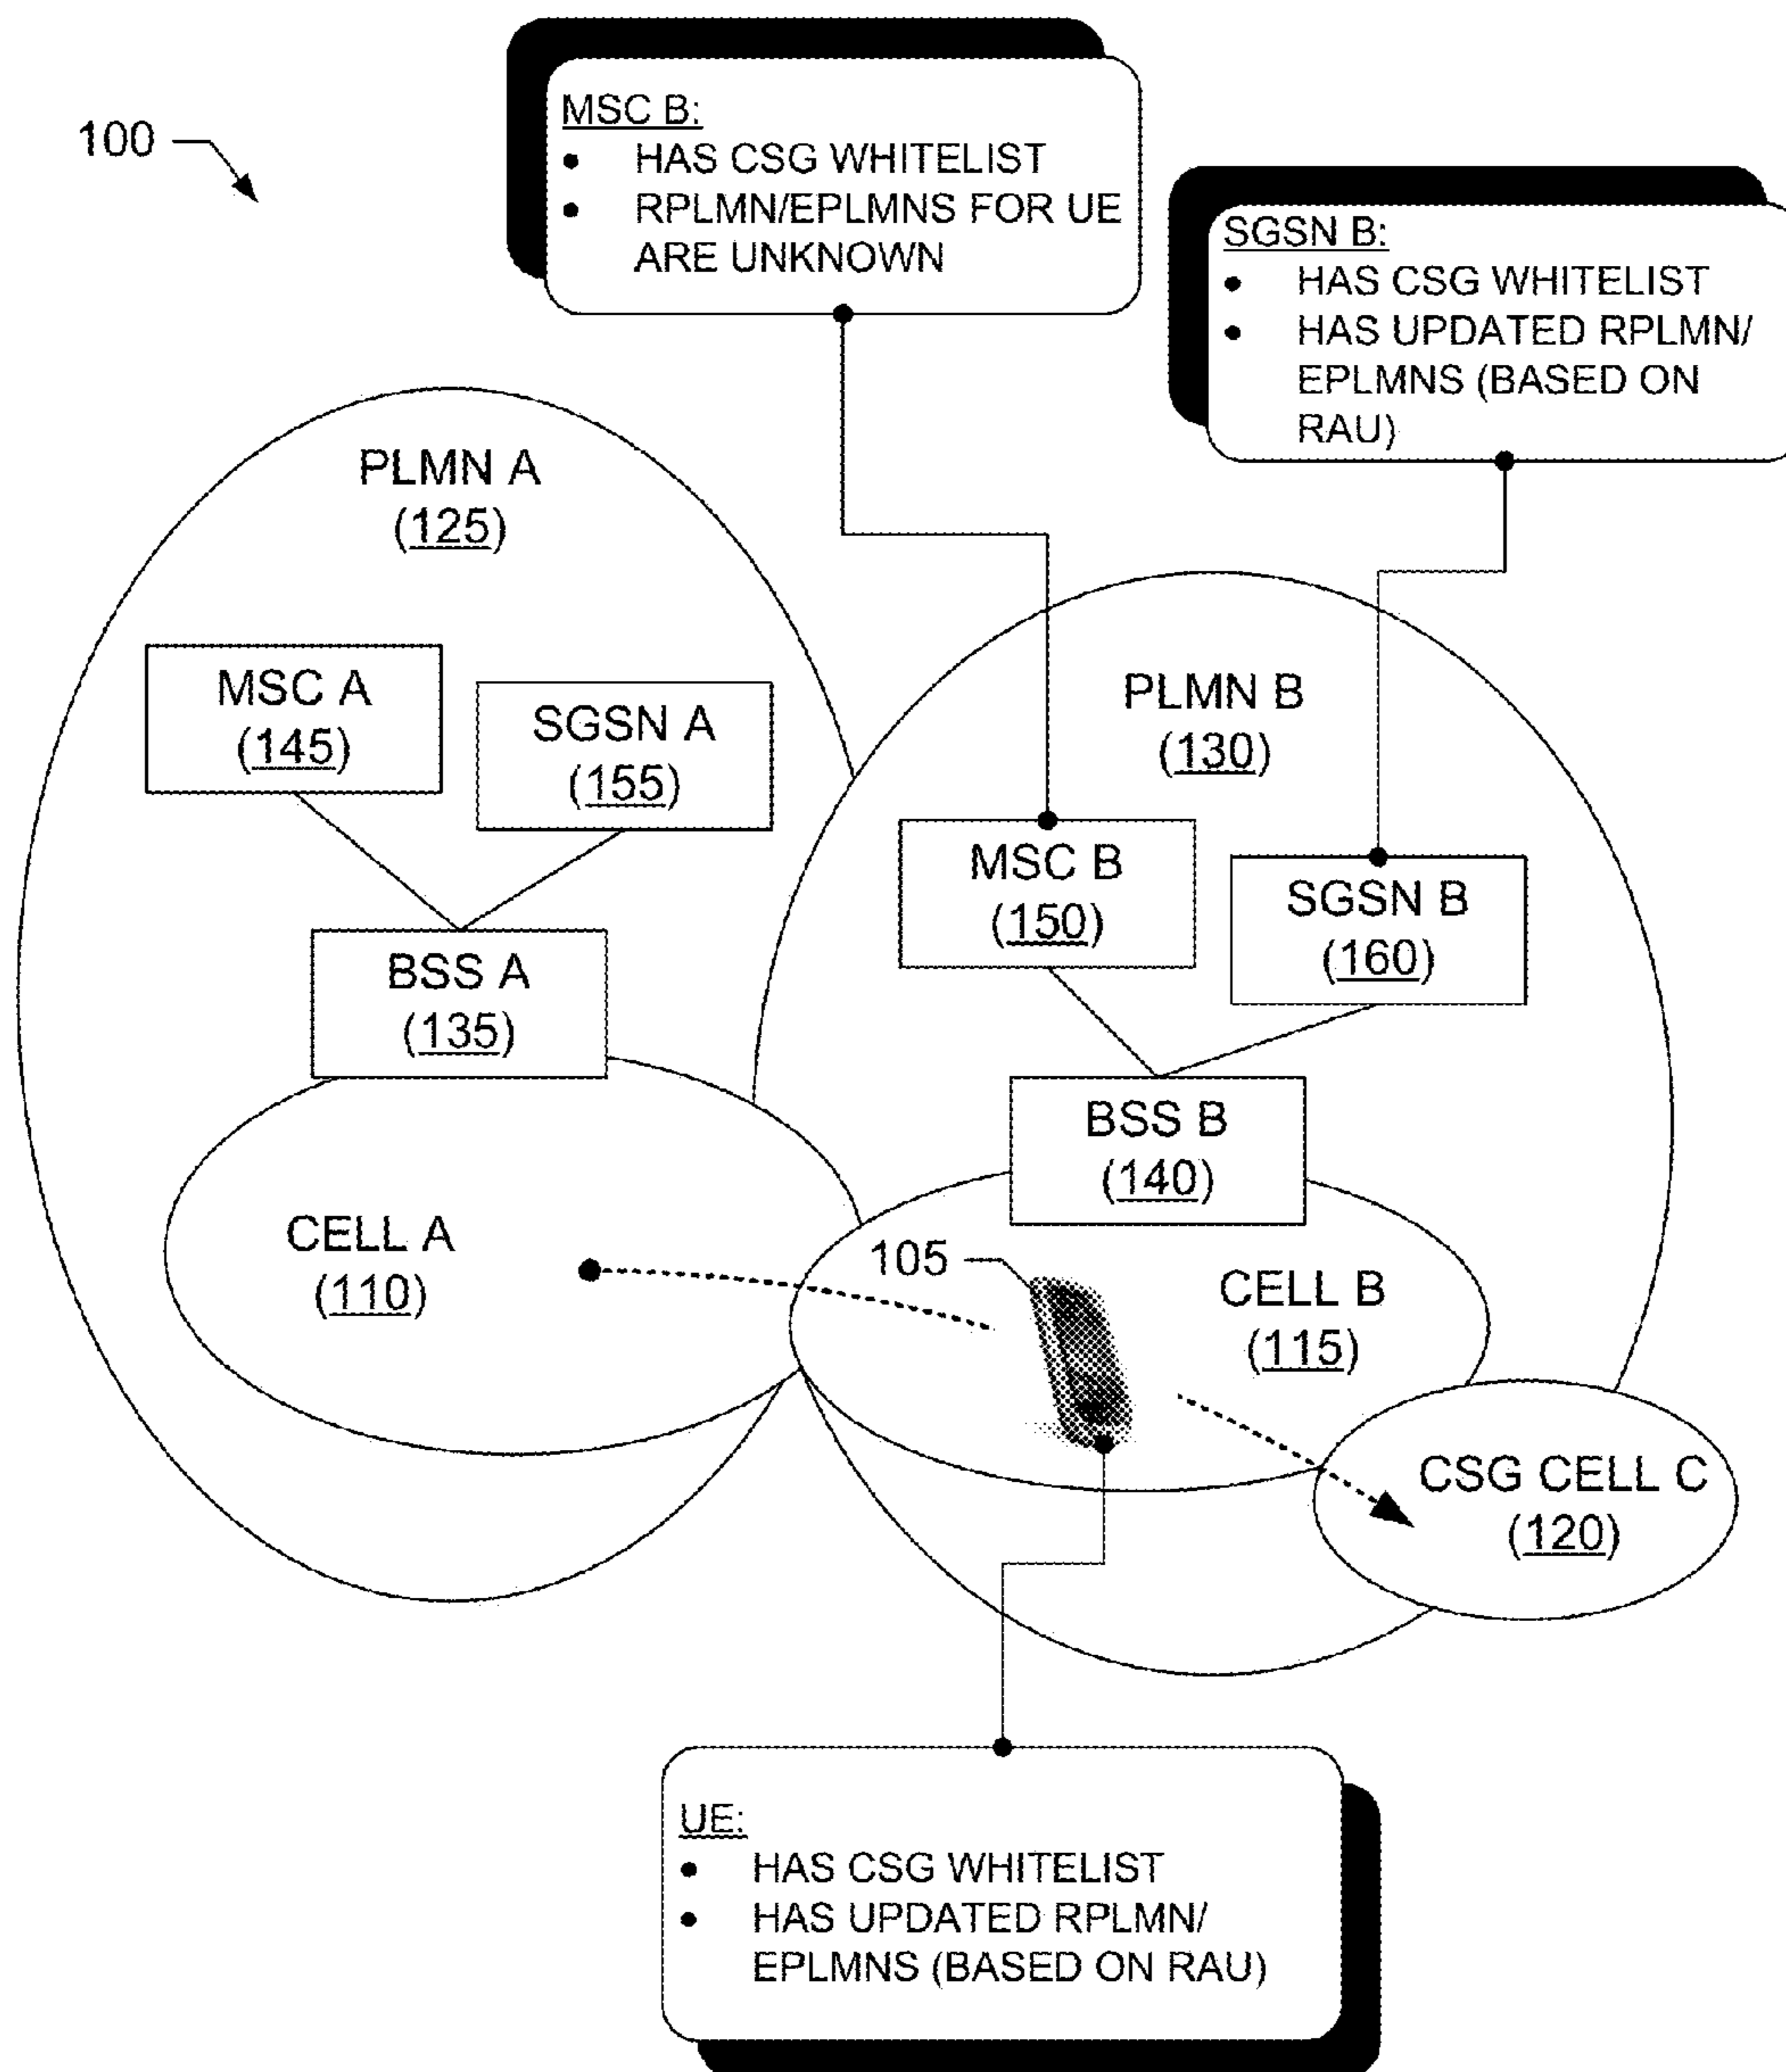 100
MSC B:
• HAS CSG WHITELIST
• RPLMN/EPLMNS FOR UE
ARE UNKNOWN
SGSN B:
• HAS CSG WHITELIST
• HAS UPDATED RPLMN/
EPLMNS (BASED ON
RAU)
PLMN A
(125)
MSC A
(145)
SGSN A
(155)
BSS A
(135)
CELL A
(110)
PLMN B
(130)
MSC B
(150)
SGSN B
(160)
BSS B
(140)
105
CELL B
(115)
CSG CELL C
(120)
UE:
• HAS CSG WHITELIST
• HAS UPDATED RPLMN/
EPLMNS (BASED ON RAU)